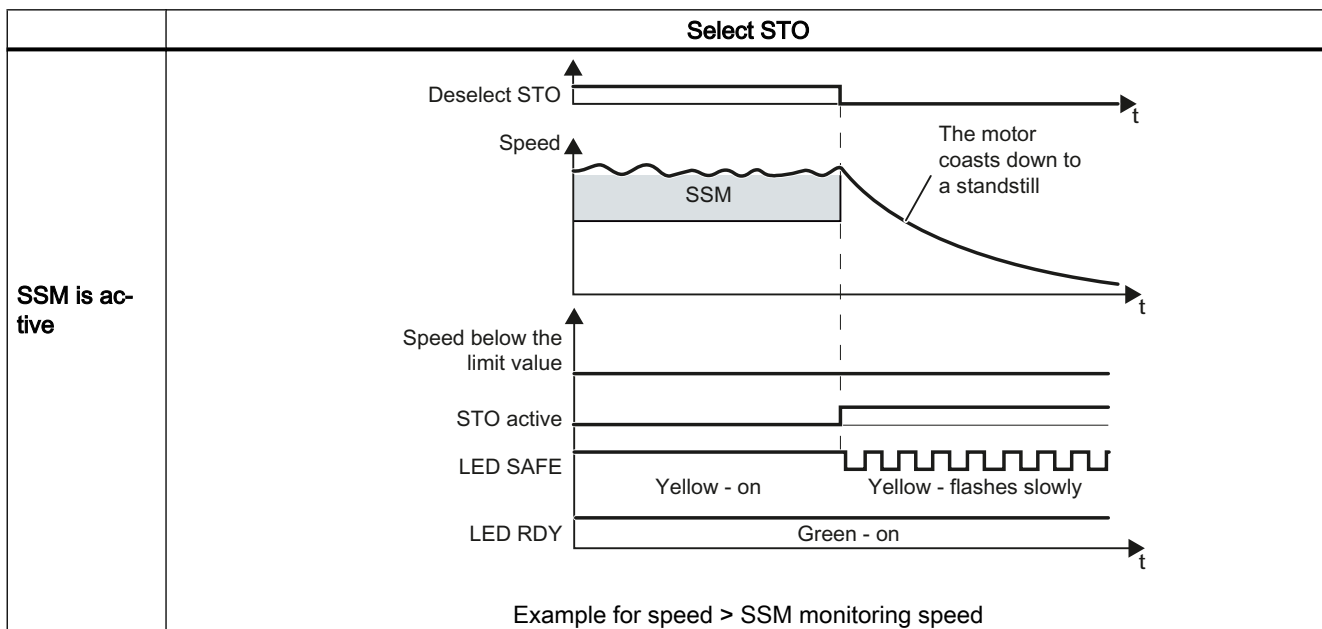 Select STO
SSM is ac-
tive
Deselect STO
t
Speed
The motor
coasts down to
a standstill
SSM
t
Speed below the
limit value
STO active
LED SAFE
Yellow - on
Yellow - flashes slowly
LED RDY
Green - on
t
Example for speed > SSM monitoring speed